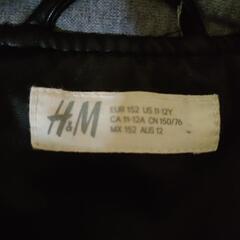 H&M
EUR 152 US 11-12Y
CA 11-12A CN 150/76
MX 152 AUS 12